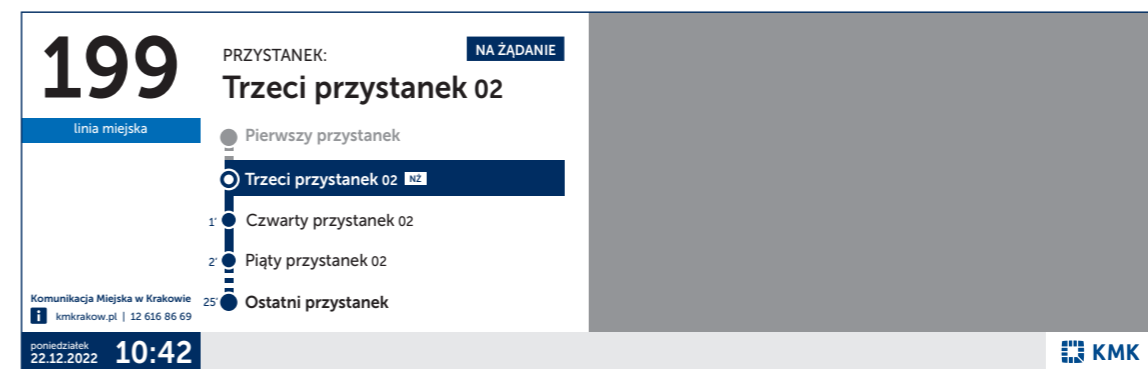 199
linia miejska
PRZYSTANEK:
NA ŻĄDANIE
Trzeci przystanek 02
Pierwszy przystanek
Trzeci przystanek 02 NŻ
1' Czwarty przystanek 02
2' Piąty przystanek 02
25' Ostatni przystanek
Komunikacja Miejska w Krakowie
i kmkrakow.pl | 12 616 86 69
poniedziałek
22.12.2022
10:42
KMK